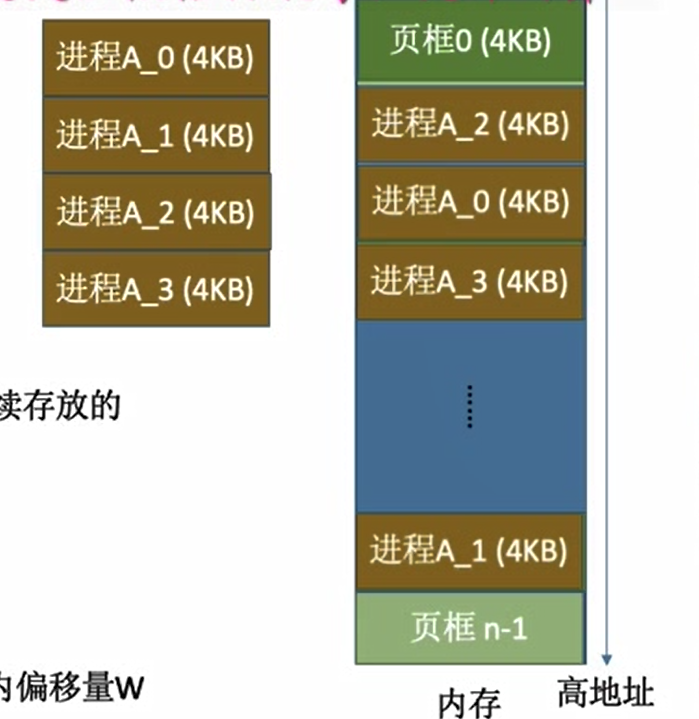 进程A_0 (4KB)
进程A_1 (4KB)
进程A_2 (4KB)
进程A_3 (4KB)
续存放的
内偏移量W
页框0 (4KB)
进程A_2 (4KB)
进程A_0 (4KB)
进程A_3 (4KB)
......
进程A_1 (4KB)
页框 n-1
内存
高地址